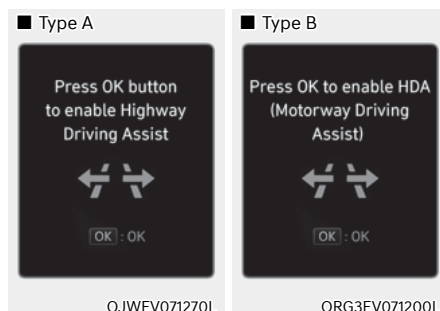 ■ Type A
Press OK button
to enable Highway
Driving Assist
OK : OK
OJWEV071270L
■ Type B
Press OK to enable HDA
(Motorway Driving
Assist)
OK : OK
ORG3EV071200L